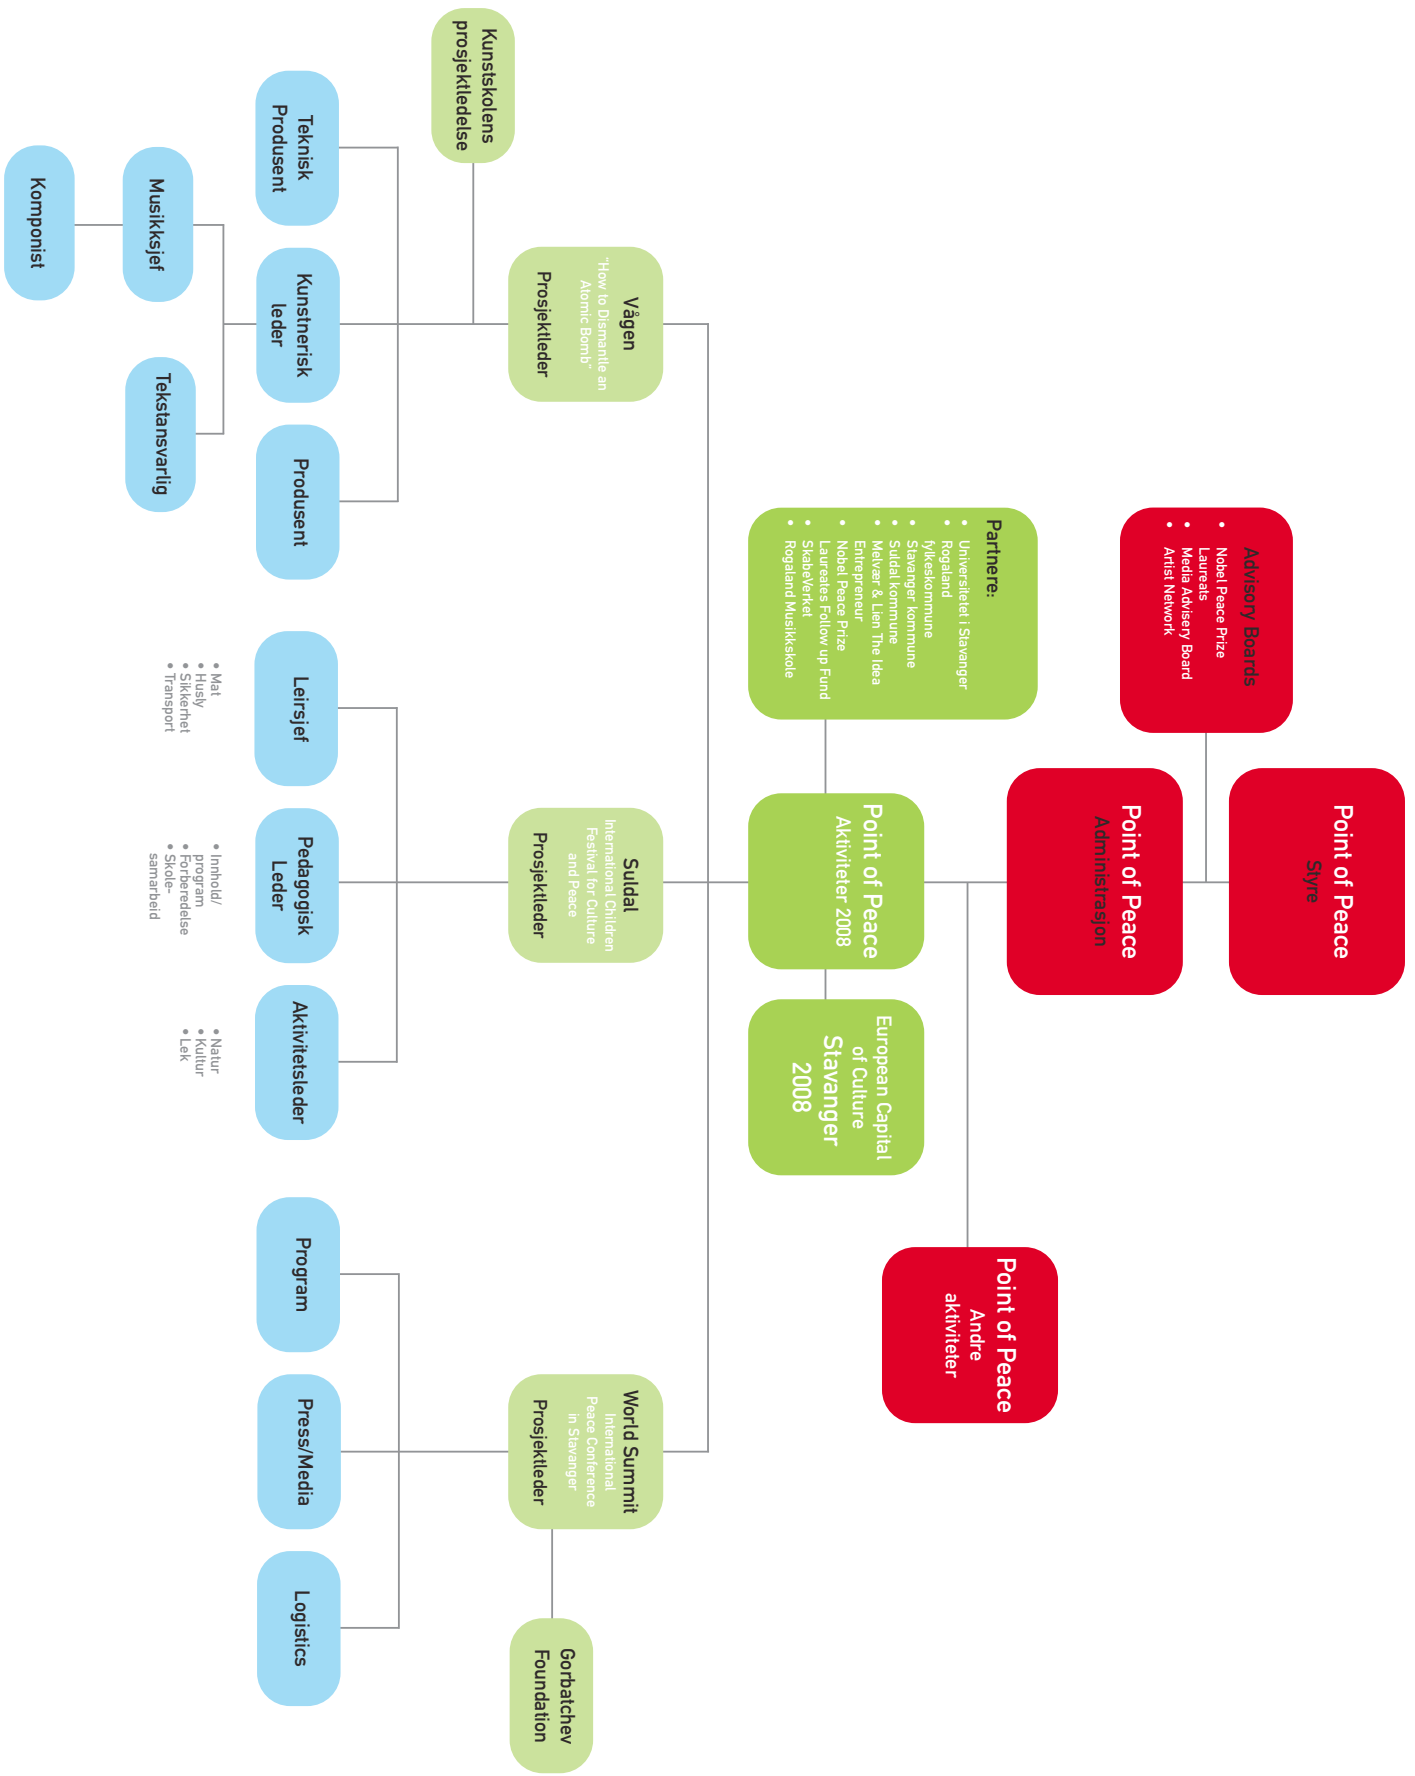 Point of Peace
Styre
Advisory Boards
• Nobel Peace Prize
Laureats
• Media Advisery Board
• Artist Network
Point of Peace
Administrasjon
Point of Peace
Andre
aktiviteter
Partnere:
• Universitetet i Stavanger
• Rogaland
fylkeskommune
• Stavanger kommune
• Suldal kommune
• Melvær & Lien The Idea
Entrepreneur
• Nobel Peace Prize
Laureates Follow up Fund
• SkabeVerket
• Rogaland Musikkskole
Point of Peace
Aktiviteter 2008
European Capital
of Culture
Stavanger
2008
Vågen
"How to Dismantle an
Atomic Bomb"
Prosjektleder
Suldal
International Children
Festival for Culture
and Peace
Prosjektleder
World Summit
International
Peace Conference
in Stavanger
Prosjektleder
Gorbatchev
Foundation
Kunstskolens
prosjektledelse
Teknisk
Produsent
Kunstnerisk
leder
Produsent
Leirsjef
Pedagogisk
Leder
Aktivitetsleder
Program
Press/Media
Logistics
• Mat
• Husly
• Sikkerhet
• Transport
• Innhold/
program
• Forberedelse
• Skole-
samarbeid
• Natur
• Kultur
• Lek
Musikksjef
Tekstansvarlig
Komponist